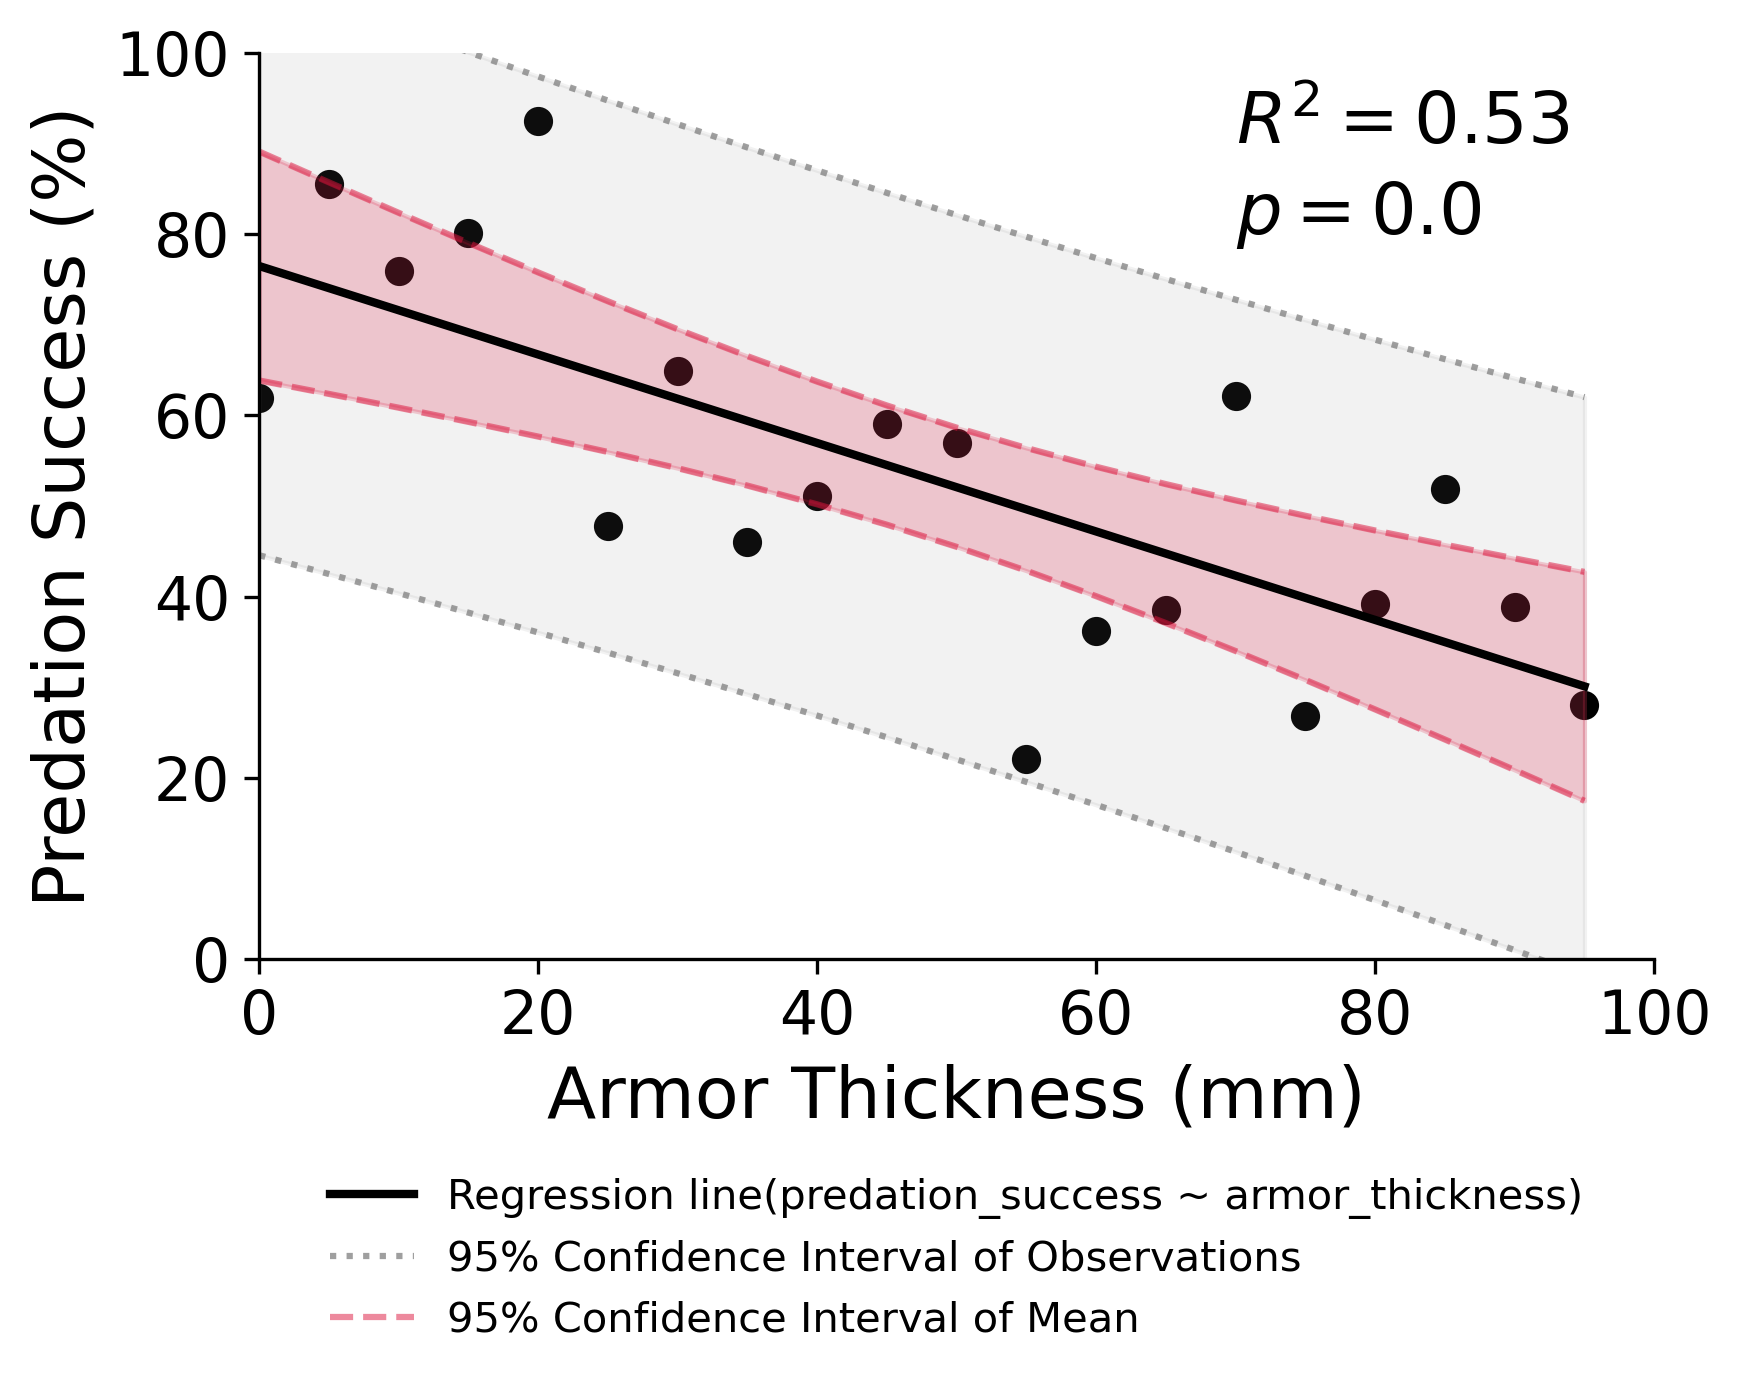 100
80
60
40
20
0
Predation Success (%)
R² = 0.53
p = 0.0
0 20 40 60 80 100
Armor Thickness (mm)
Regression line(predation_success ~ armor_thickness)
95% Confidence Interval of Observations
95% Confidence Interval of Mean